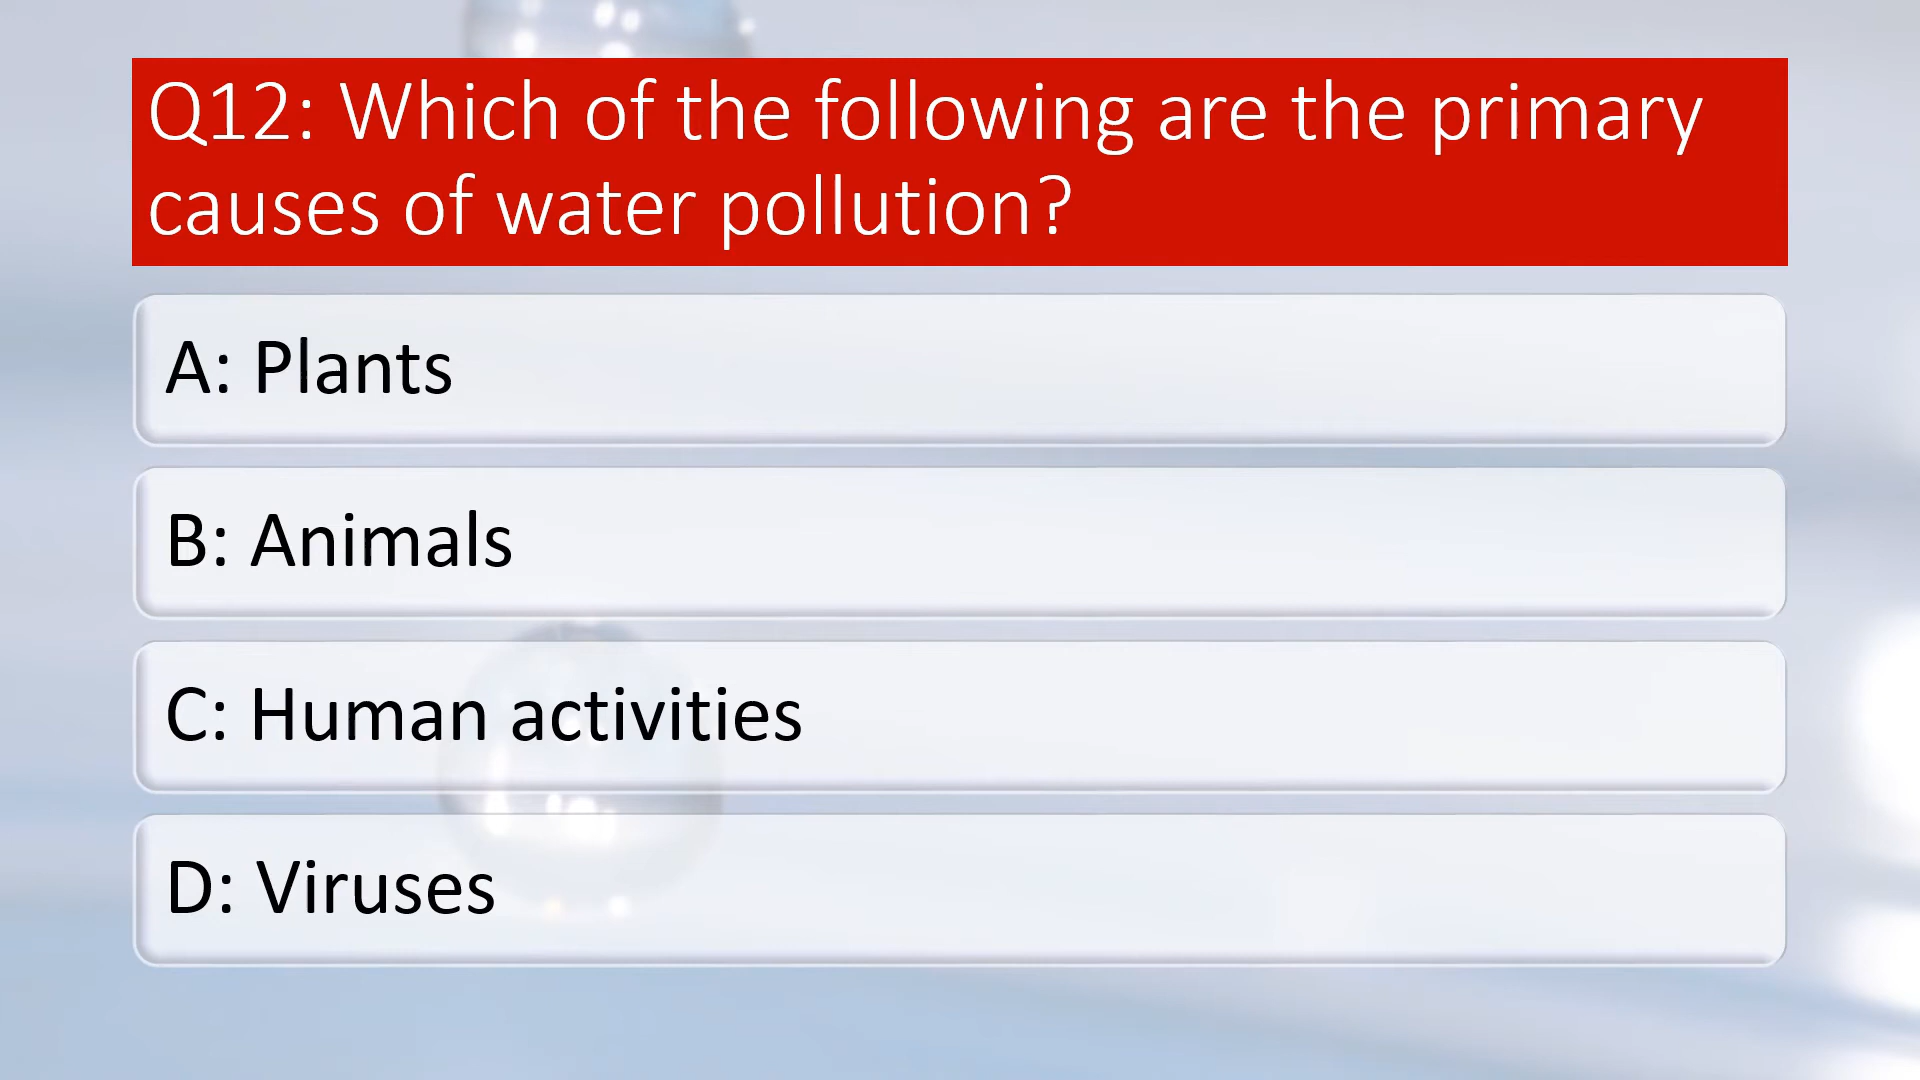 Q12: Which of the following are the primary
causes of water pollution?
A: Plants
B: Animals
C: Human activities
D: Viruses